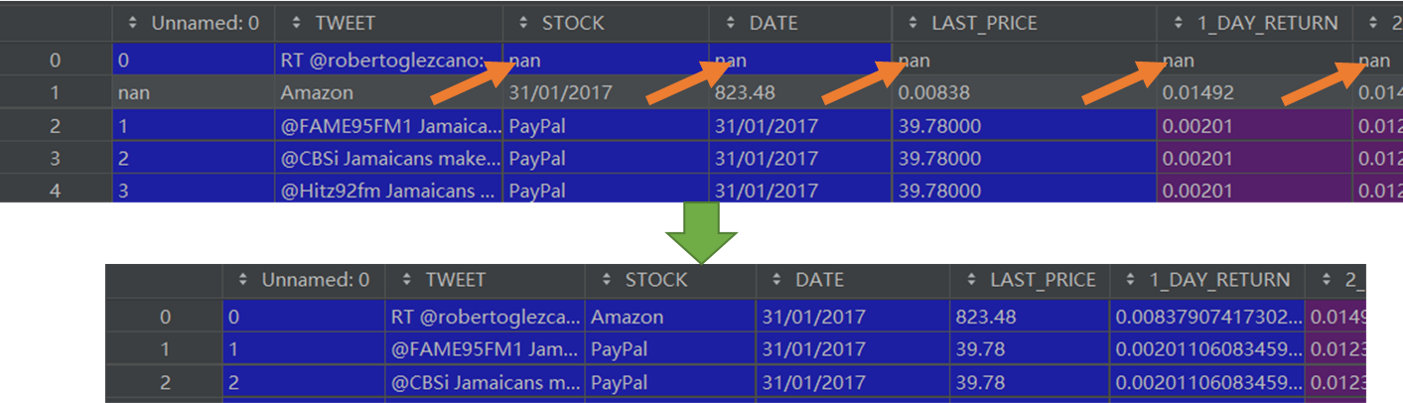 Unnamed: 0 TWEET STOCK DATE LAST_PRICE 1_DAY_RETURN 2
0 0 RT @robertoglezcano: nan nan nan nan nan
1 nan Amazon 31/01/2017 823.48 0.00838 0.01492 0.014
2 1 @FAME95FM1 Jamaica... PayPal 31/01/2017 39.78000 0.00201 0.012
3 2 @CBSi Jamaicans make... PayPal 31/01/2017 39.78000 0.00201 0.012
4 3 @Hitz92fm Jamaicans ... PayPal 31/01/2017 39.78000 0.00201 0.012
Unnamed: 0 TWEET STOCK DATE LAST_PRICE 1_DAY_RETURN 2_
0 0 RT @robertoglezca... Amazon 31/01/2017 823.48 0.00837907417302... 0.0149
1 1 @FAME95FM1 Jam... PayPal 31/01/2017 39.78 0.00201106083459... 0.0123
2 2 @CBSi Jamaicans m... PayPal 31/01/2017 39.78 0.00201106083459... 0.0123